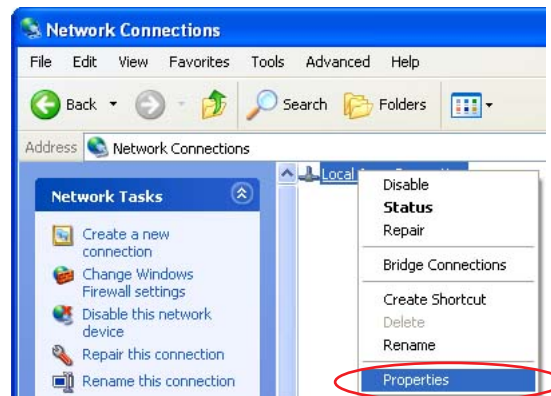 Network Connections
File Edit View Favorites Tools Advanced Help
Back Search Folders
Address Network Connections
Network Tasks
Create a new
connection
Change Windows
Firewall settings
Disable this network
device
Repair this connection
Rename this connection
Local
Disable
Status
Repair
Bridge Connections
Create Shortcut
Delete
Rename
Properties